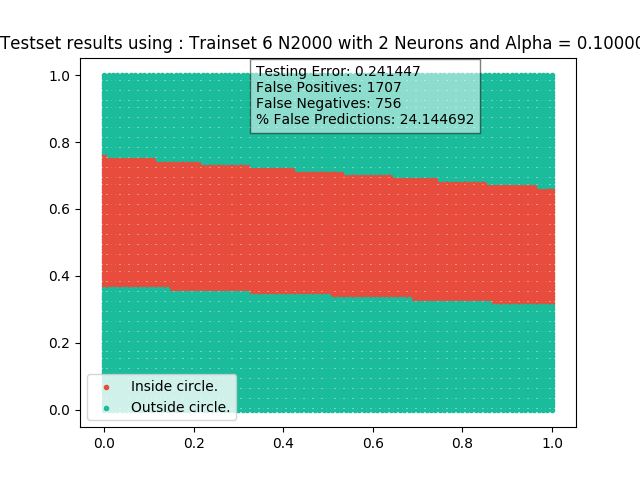 Testset results using : Trainset 6 N2000 with 2 Neurons and Alpha = 0.10000
Testing Error: 0.241447
False Positives: 1707
False Negatives: 756
% False Predictions: 24.144692
1.0
0.8
0.6
0.4
0.2
0.0
Inside circle.
Outside circle.
0.0 0.2 0.4 0.6 0.8 1.0